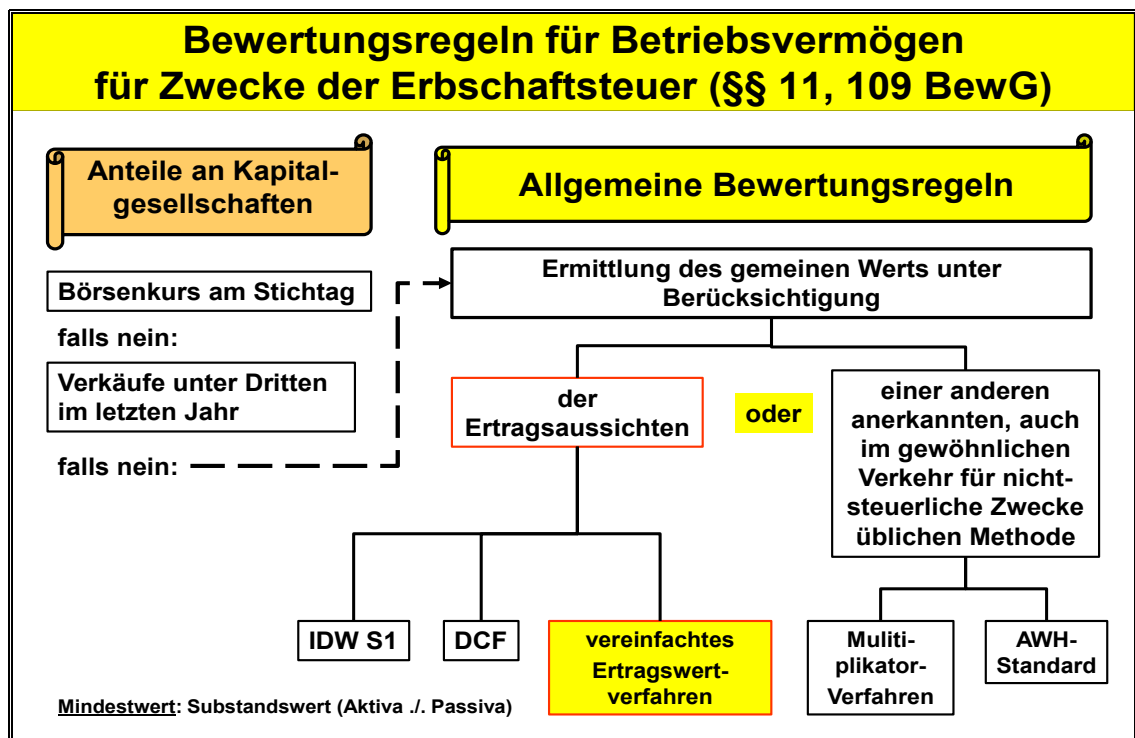 Bewertungsregeln für Betriebsvermögen
für Zwecke der Erbschaftsteuer (§§ 11, 109 BewG)
Anteile an Kapital-
gesellschaften
Börsenkurs am Stichtag
falls nein:
Verkäufe unter Dritten
im letzten Jahr
falls nein:
Allgemeine Bewertungsregeln
Ermittlung des gemeinen Werts unter
Berücksichtigung
der
Ertragsaussichten
oder
einer anderen
anerkannten, auch
im gewöhnlichen
Verkehr für nicht-
steuerliche Zwecke
üblichen Methode
IDW S1
DCF
vereinfachtes
Ertragswert-
verfahren
Muliti-
plikator-
Verfahren
AWH-
Standard
Mindestwert: Substandswert (Aktiva ./. Passiva)